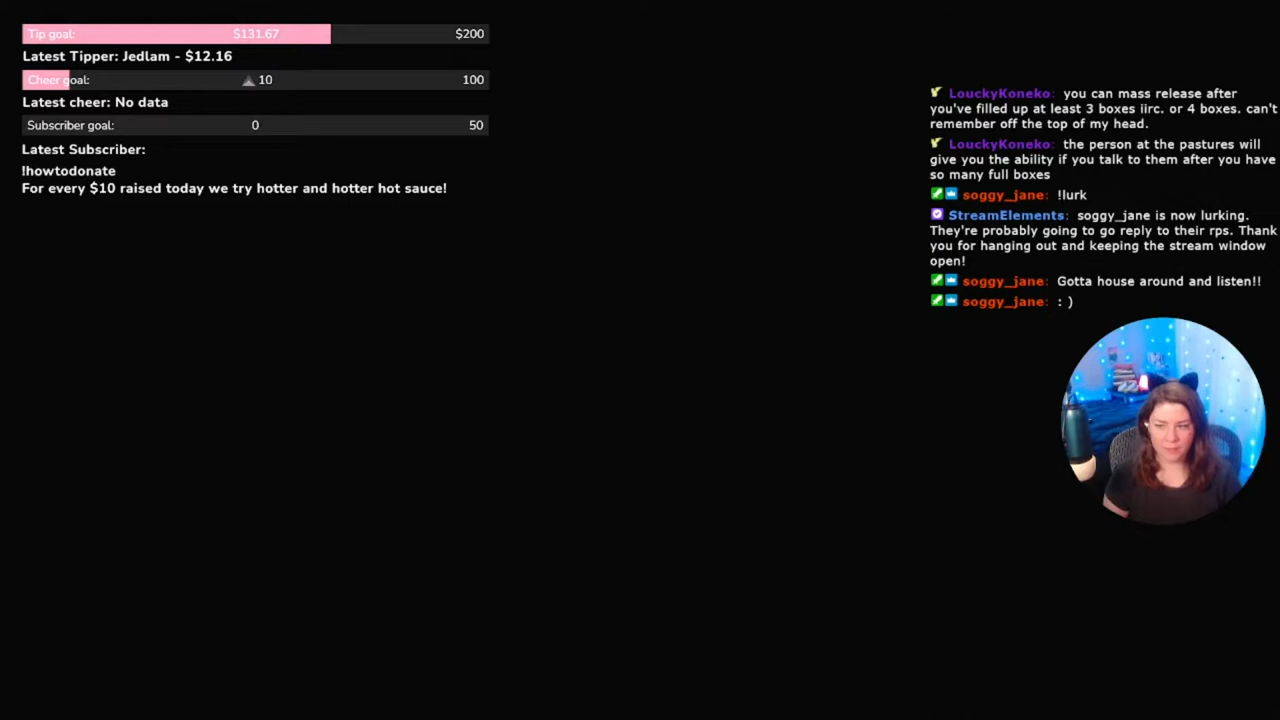 Tip goal: $131.67 $200
Latest Tipper: Jedlam - $12.16
Cheer goal: 10 100
Latest cheer: No data
Subscriber goal: 0 50
Latest Subscriber:
!howtodonate
For every $10 raised today we try hotter and hotter hot sauce!
LouckyKoneko: you can mass release after
you've filled up at least 3 boxes iirc. or 4 boxes. can't
remember off the top of my head.
LouckyKoneko: the person at the pastures will
give you the ability if you talk to them after you have
so many full boxes
soggy_jane: !lurk
StreamElements: soggy_jane is now lurking.
They're probably going to go reply to their rps. Thank
you for hanging out and keeping the stream window
open!
soggy_jane: Gotta house around and listen!!
soggy_jane: : )